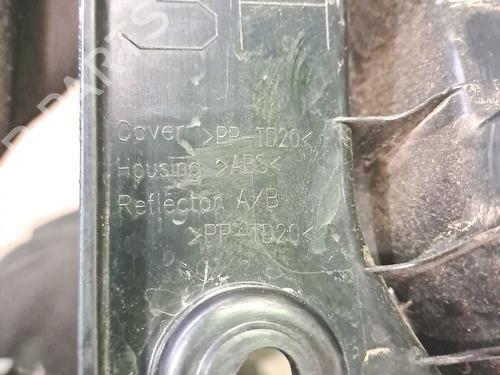 Cover >PP-TD20<
Housing >ABS<
Reflector A/B
>PP-TD20<